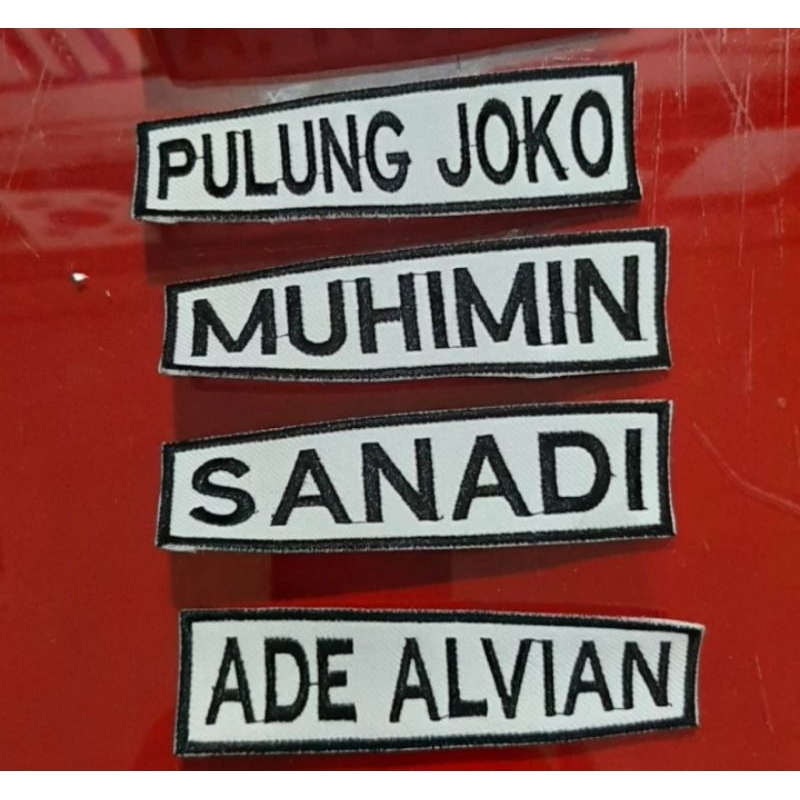 PULUNG JOKO
MUHIMIN
SANADI
ADE ALVIAN